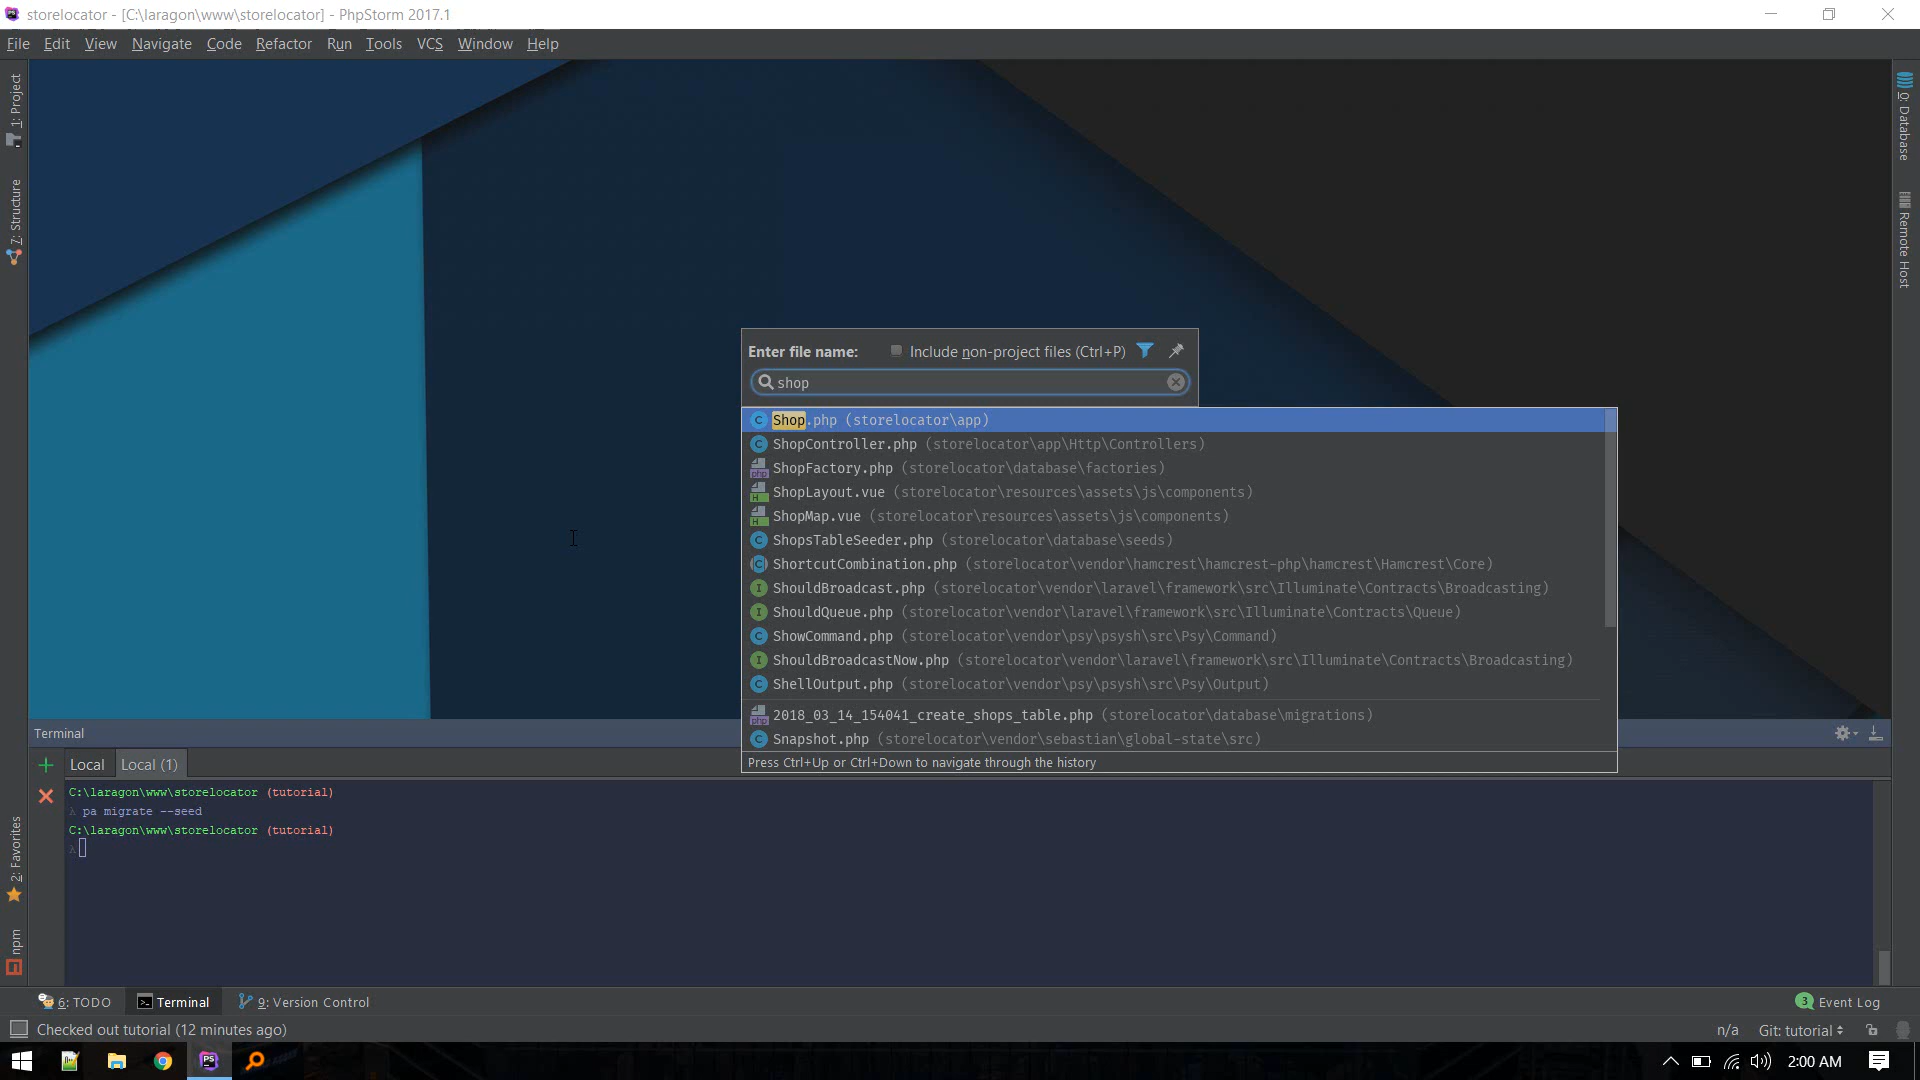 storelocator - [C:\laragon\www\storelocator] - PhpStorm 2017.1
File Edit View Navigate Code Refactor Run Tools VCS Window Help
1: Project
7: Structure
2: Favorites
npm
0: Database
Remote Host
Enter file name: Include non-project files (Ctrl+P)
shop
Shop.php (storelocator\app)
ShopController.php (storelocator\app\Http\Controllers)
ShopFactory.php (storelocator\database\factories)
ShopLayout.vue (storelocator\resources\assets\js\components)
ShopMap.vue (storelocator\resources\assets\js\components)
ShopsTableSeeder.php (storelocator\database\seeds)
ShortcutCombination.php (storelocator\vendor\hamcrest\hamcrest-php\hamcrest\Hamcrest\Core)
ShouldBroadcast.php (storelocator\vendor\laravel\framework\src\Illuminate\Contracts\Broadcasting)
ShouldQueue.php (storelocator\vendor\laravel\framework\src\Illuminate\Contracts\Queue)
ShowCommand.php (storelocator\vendor\psy\psysh\src\Psy\Command)
ShouldBroadcastNow.php (storelocator\vendor\laravel\framework\src\Illuminate\Contracts\Broadcasting)
ShellOutput.php (storelocator\vendor\psy\psysh\src\Psy\Output)
2018_03_14_154041_create_shops_table.php (storelocator\database\migrations)
Snapshot.php (storelocator\vendor\sebastian\global-state\src)
Press Ctrl+Up or Ctrl+Down to navigate through the history
Terminal
Local Local (1)
C:\laragon\www\storelocator (tutorial)
λ pa migrate --seed
C:\laragon\www\storelocator (tutorial)
λ
6: TODO Terminal 9: Version Control 3 Event Log
Checked out tutorial (12 minutes ago) n/a Git: tutorial
2:00 AM